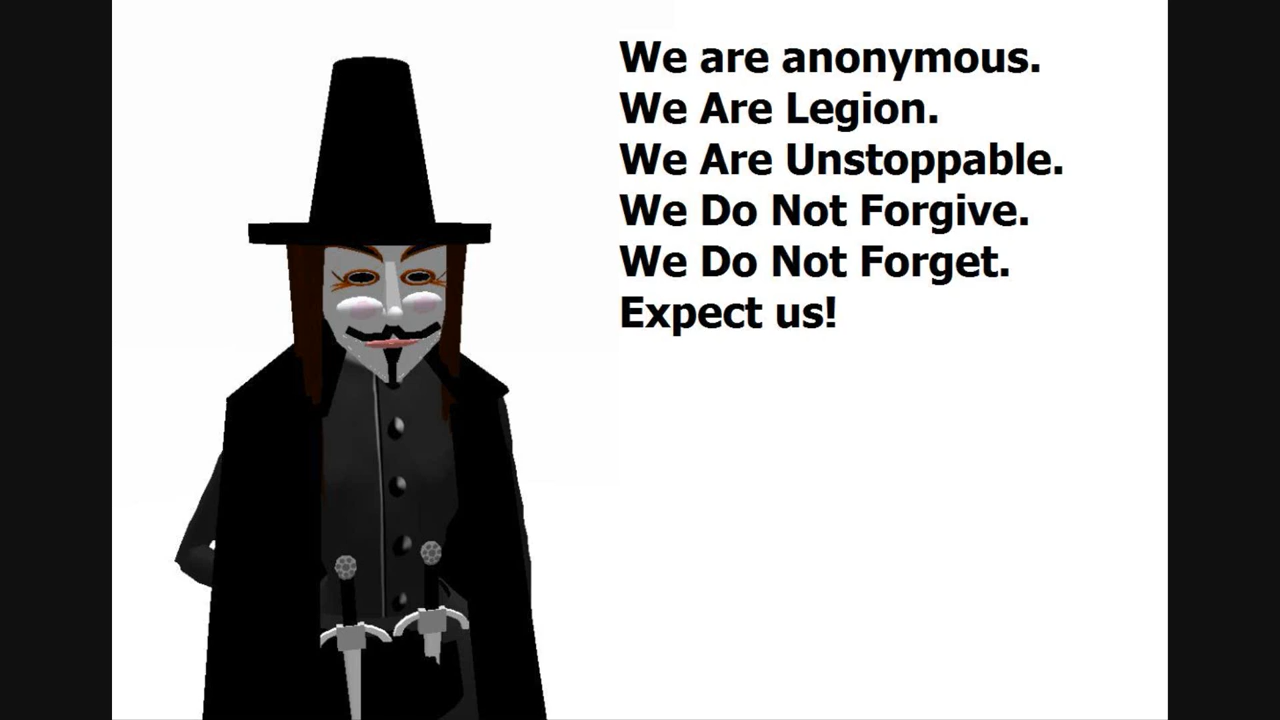 We are anonymous.
We Are Legion.
We Are Unstoppable.
We Do Not Forgive.
We Do Not Forget.
Expect us!